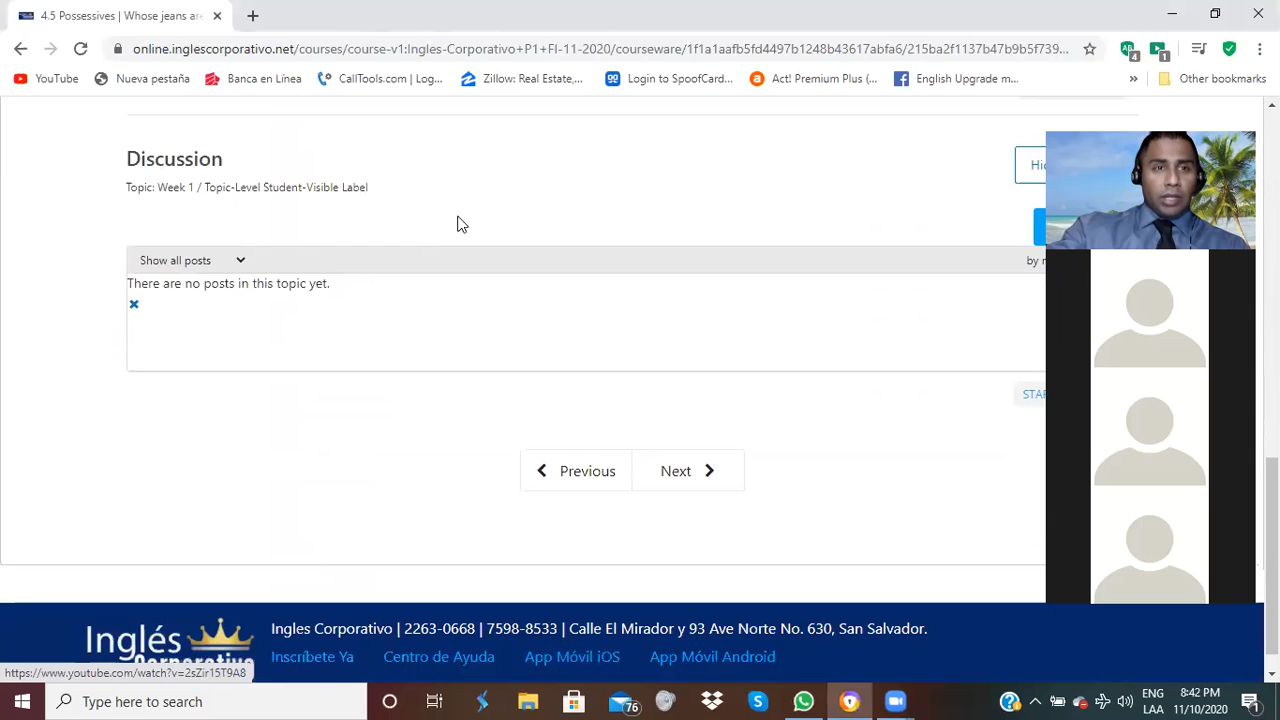 4.5 Possessives | Whose jeans are
online.inglescorporativo.net/courses/course-v1:Ingles-Corporativo+P1+FI-11-2020/courseware/1f1a1aafb5fd4497b1248b43617abfa6/215ba2f1137b47b9b5f739...
4
1
YouTube
Nueva pestaña
Banca en Línea
CallTools.com | Log...
Zillow: Real Estate,...
Login to SpoofCard...
Act! Premium Plus (...
English Upgrade m...
Other bookmarks
Discussion
Topic: Week 1 / Topic-Level Student-Visible Label
Show all posts
There are no posts in this topic yet.
Previous
Next
Inglés
Ingles Corporativo | 2263-0668 | 7598-8533 | Calle El Mirador y 93 Ave Norte No. 630, San Salvador.
Inscríbete Ya
Centro de Ayuda
App Móvil iOS
App Móvil Android
https://www.youtube.com/watch?v=2sZir15T9A8
Type here to search
76
ENG
LAA
8:42 PM
11/10/2020
1